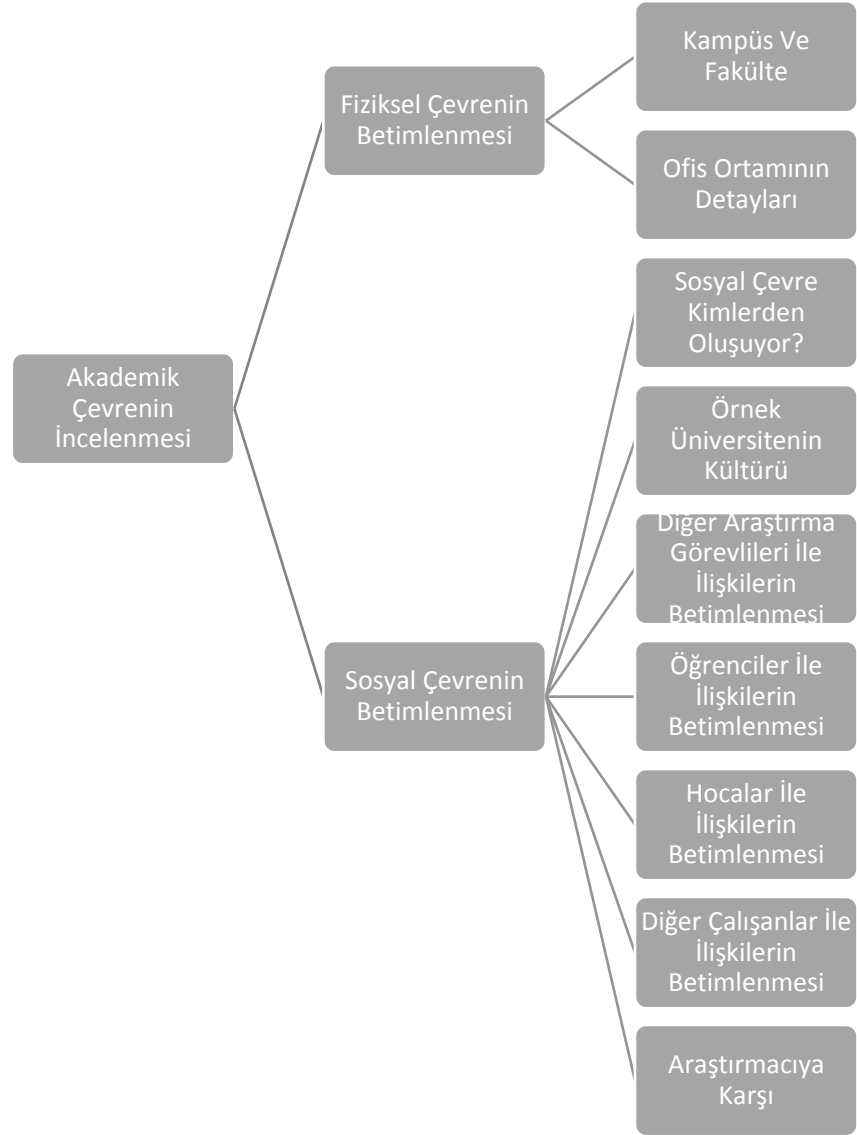 Kampüs Ve
Fakülte
Fiziksel Çevrenin
Betimlenmesi
Ofis Ortamının
Detayları
Sosyal Çevre
Kimlerden
Oluşuyor?
Akademik
Çevrenin
İncelenmesi
Örnek
Üniversitenin
Kültürü
Diğer Araştırma
Görevlileri İle
İlişkilerin
Betimlenmesi
Sosyal Çevrenin
Betimlenmesi
Öğrenciler İle
İlişkilerin
Betimlenmesi
Hocalar İle
İlişkilerin
Betimlenmesi
Diğer Çalışanlar İle
İlişkilerin
Betimlenmesi
Araştırmacıya
Karşı